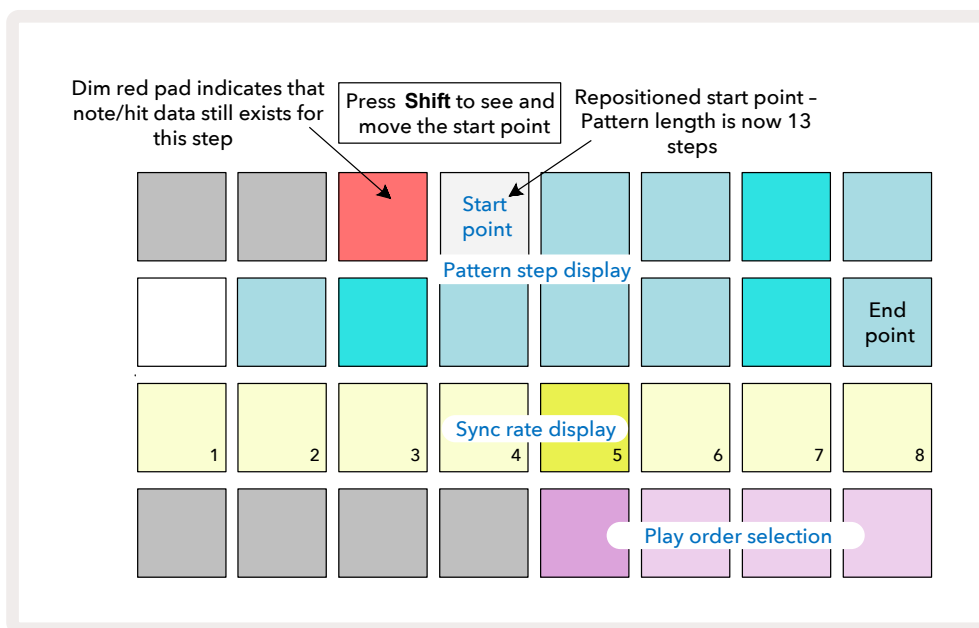 Dim red pad indicates that
note/hit data still exists for
this step
Press Shift to see and
move the start point
Repositioned start point –
Pattern length is now 13
steps
Start
point
Pattern step display
End
point
Sync rate display
1 2 3 4 5 6 7 8
Play order selection